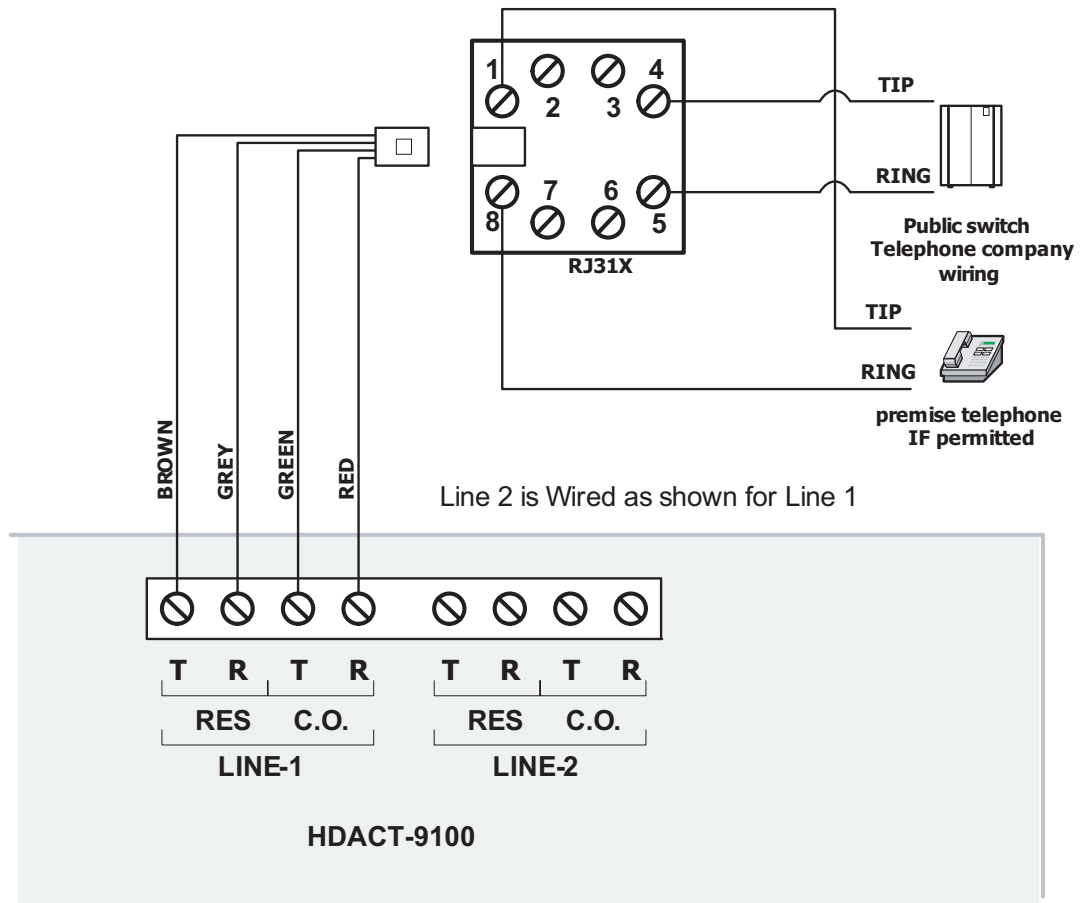 1
2
3
4
TIP
RING
8
7
6
5
RJ31X
Public switch
Telephone company
wiring
TIP
RING
premise telephone
IF permitted
BROWN
GREY
GREEN
RED
Line 2 is Wired as shown for Line 1
T R T R T R T R
RES C.O. RES C.O.
LINE-1 LINE-2
HDACT-9100